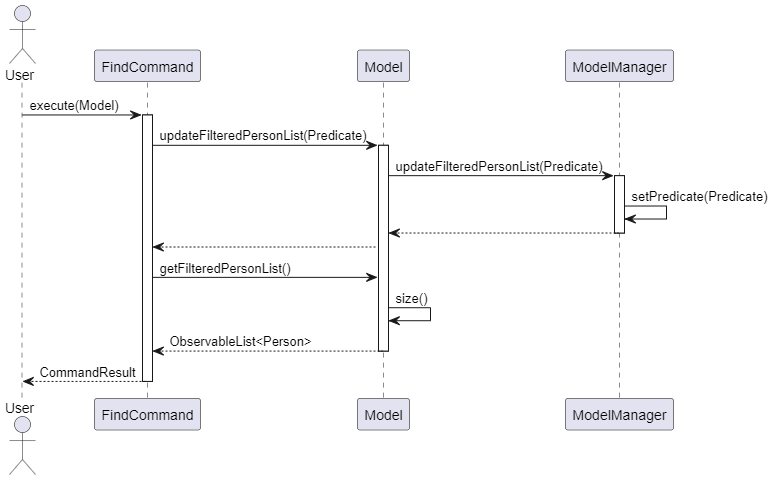 User
FindCommand
Model
ModelManager
execute(Model)
updateFilteredPersonList(Predicate)
updateFilteredPersonList(Predicate)
setPredicate(Predicate)
getFilteredPersonList()
size()
ObservableList<Person>
CommandResult
User
FindCommand
Model
ModelManager